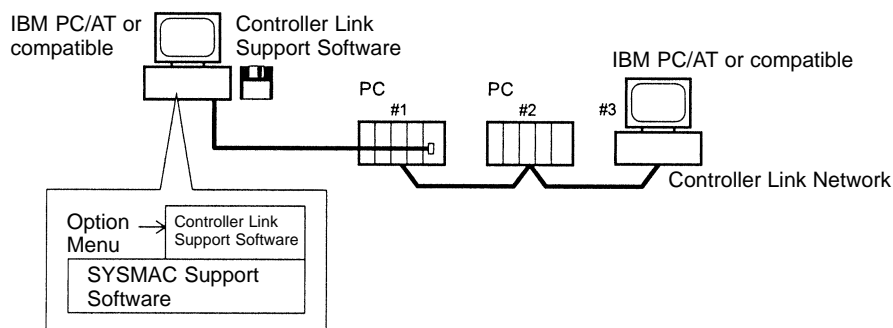 IBM PC/AT or
compatible
Controller Link
Support Software
IBM PC/AT or compatible
PC
#1
PC
#2
#3
Controller Link Network
Option
Menu
Controller Link
Support Software
SYSMAC Support
Software